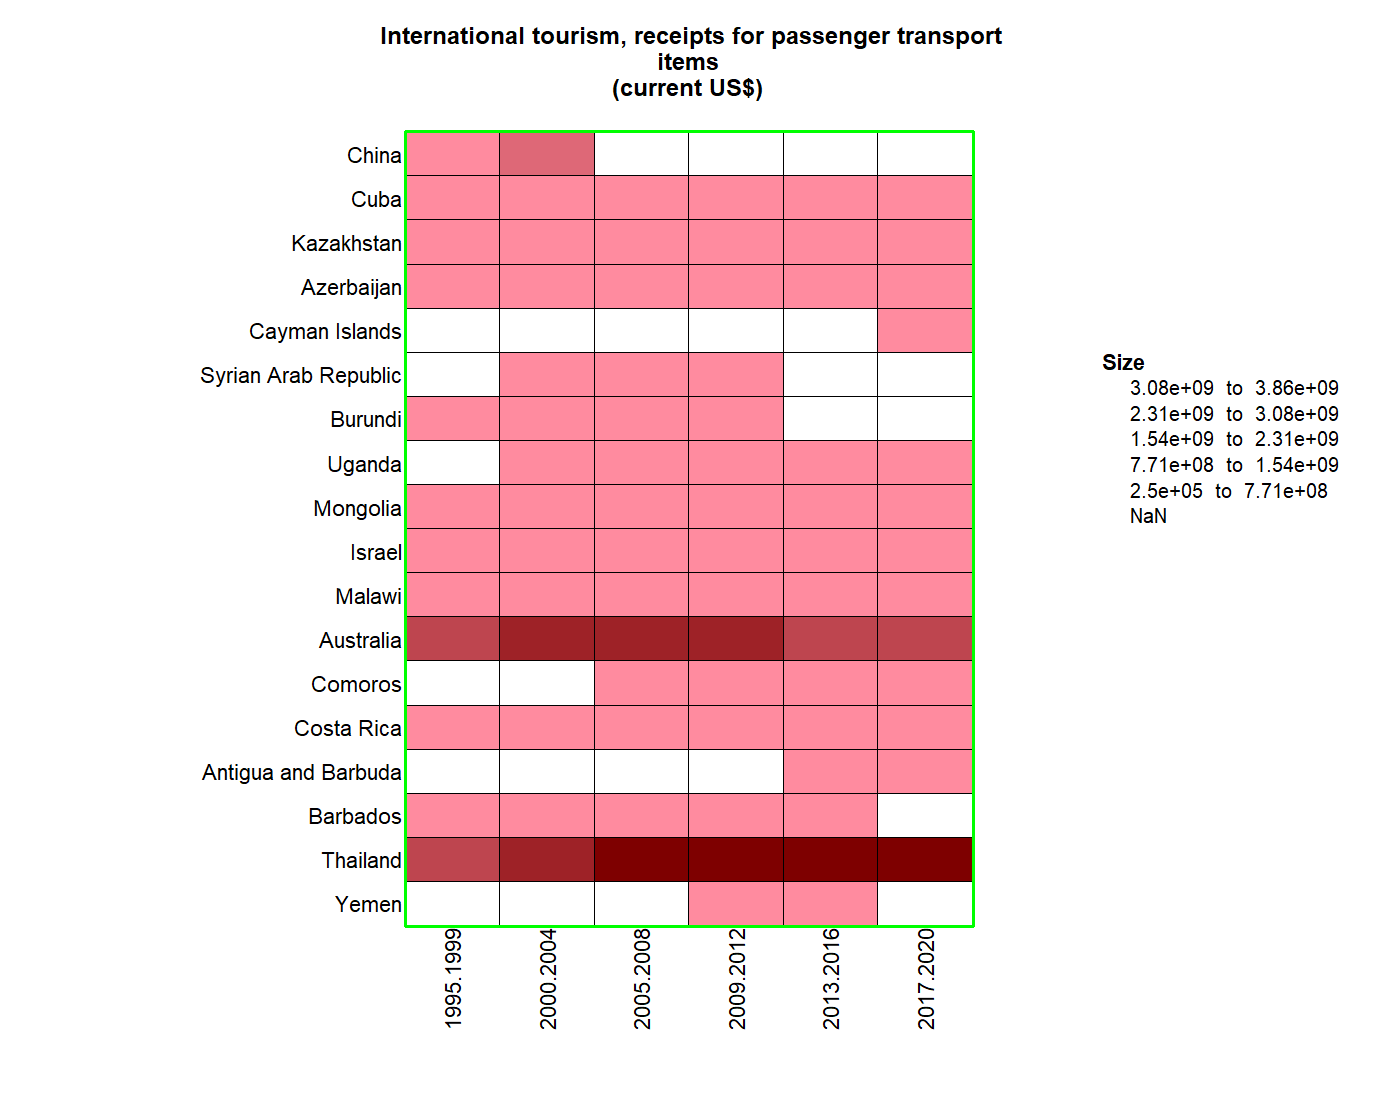 International tourism, receipts for passenger transport
items
(current US$)
China
Cuba
Kazakhstan
Azerbaijan
Cayman Islands
Syrian Arab Republic
Burundi
Uganda
Mongolia
Israel
Malawi
Australia
Comoros
Costa Rica
Antigua and Barbuda
Barbados
Thailand
Yemen
1995.1999
2000.2004
2005.2008
2009.2012
2013.2016
2017.2020
Size
3.08e+09 to 3.86e+09
2.31e+09 to 3.08e+09
1.54e+09 to 2.31e+09
7.71e+08 to 1.54e+09
2.5e+05 to 7.71e+08
NaN